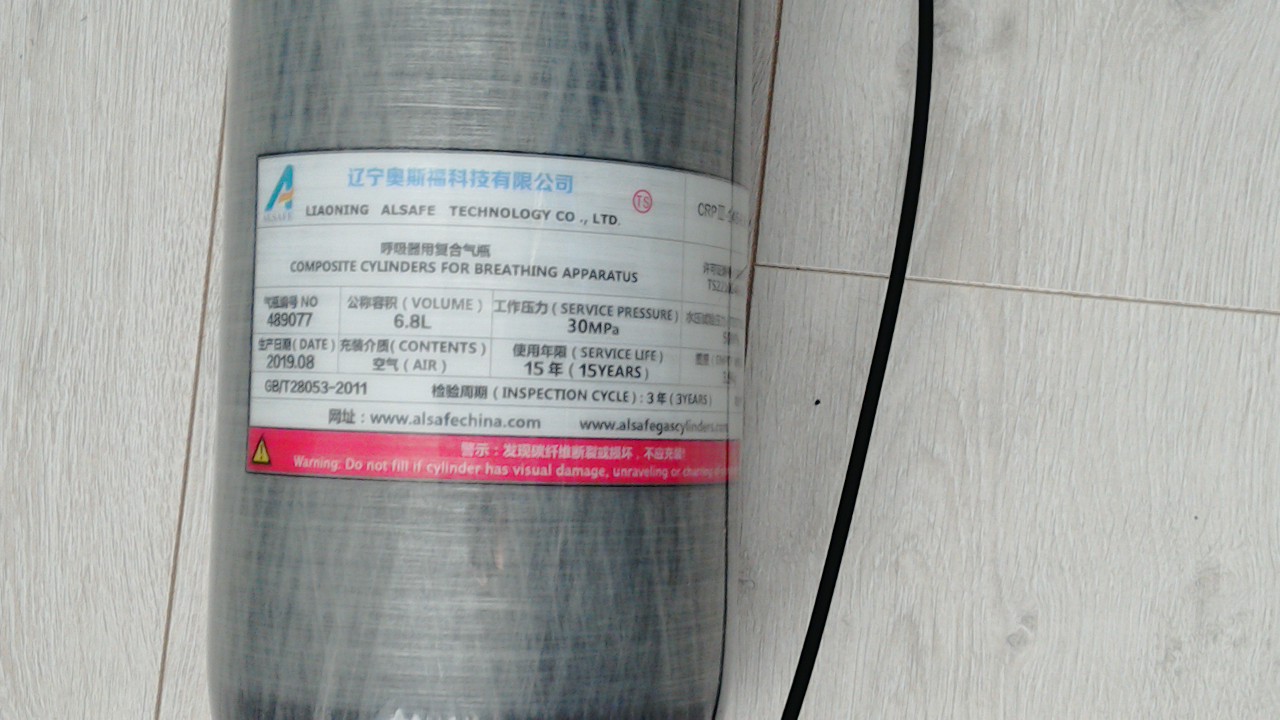 辽宁奥斯福科技有限公司
TS
CRP III
ALSAFE
LIAONING ALSAFE TECHNOLOGY CO., LTD.
呼吸器用复合气瓶
COMPOSITE CYLINDERS FOR BREATHING APPARATUS
气瓶编号 NO
489077
公称容积(VOLUME)
6.8L
工作压力(SERVICE PRESSURE)
30MPa
生产日期(DATE)
2019.08
充装介质(CONTENTS)
空气(AIR)
使用年限(SERVICE LIFE)
15年(15YEARS)
GB/T28053-2011
检验周期(INSPECTION CYCLE):3年(3YEARS)
网址:www.alsafechina.com
www.alsafegascylinders.com
警示:发现碳纤维断裂或损坏,不应充装!
Warning: Do not fill if cylinder has visual damage, unraveling or